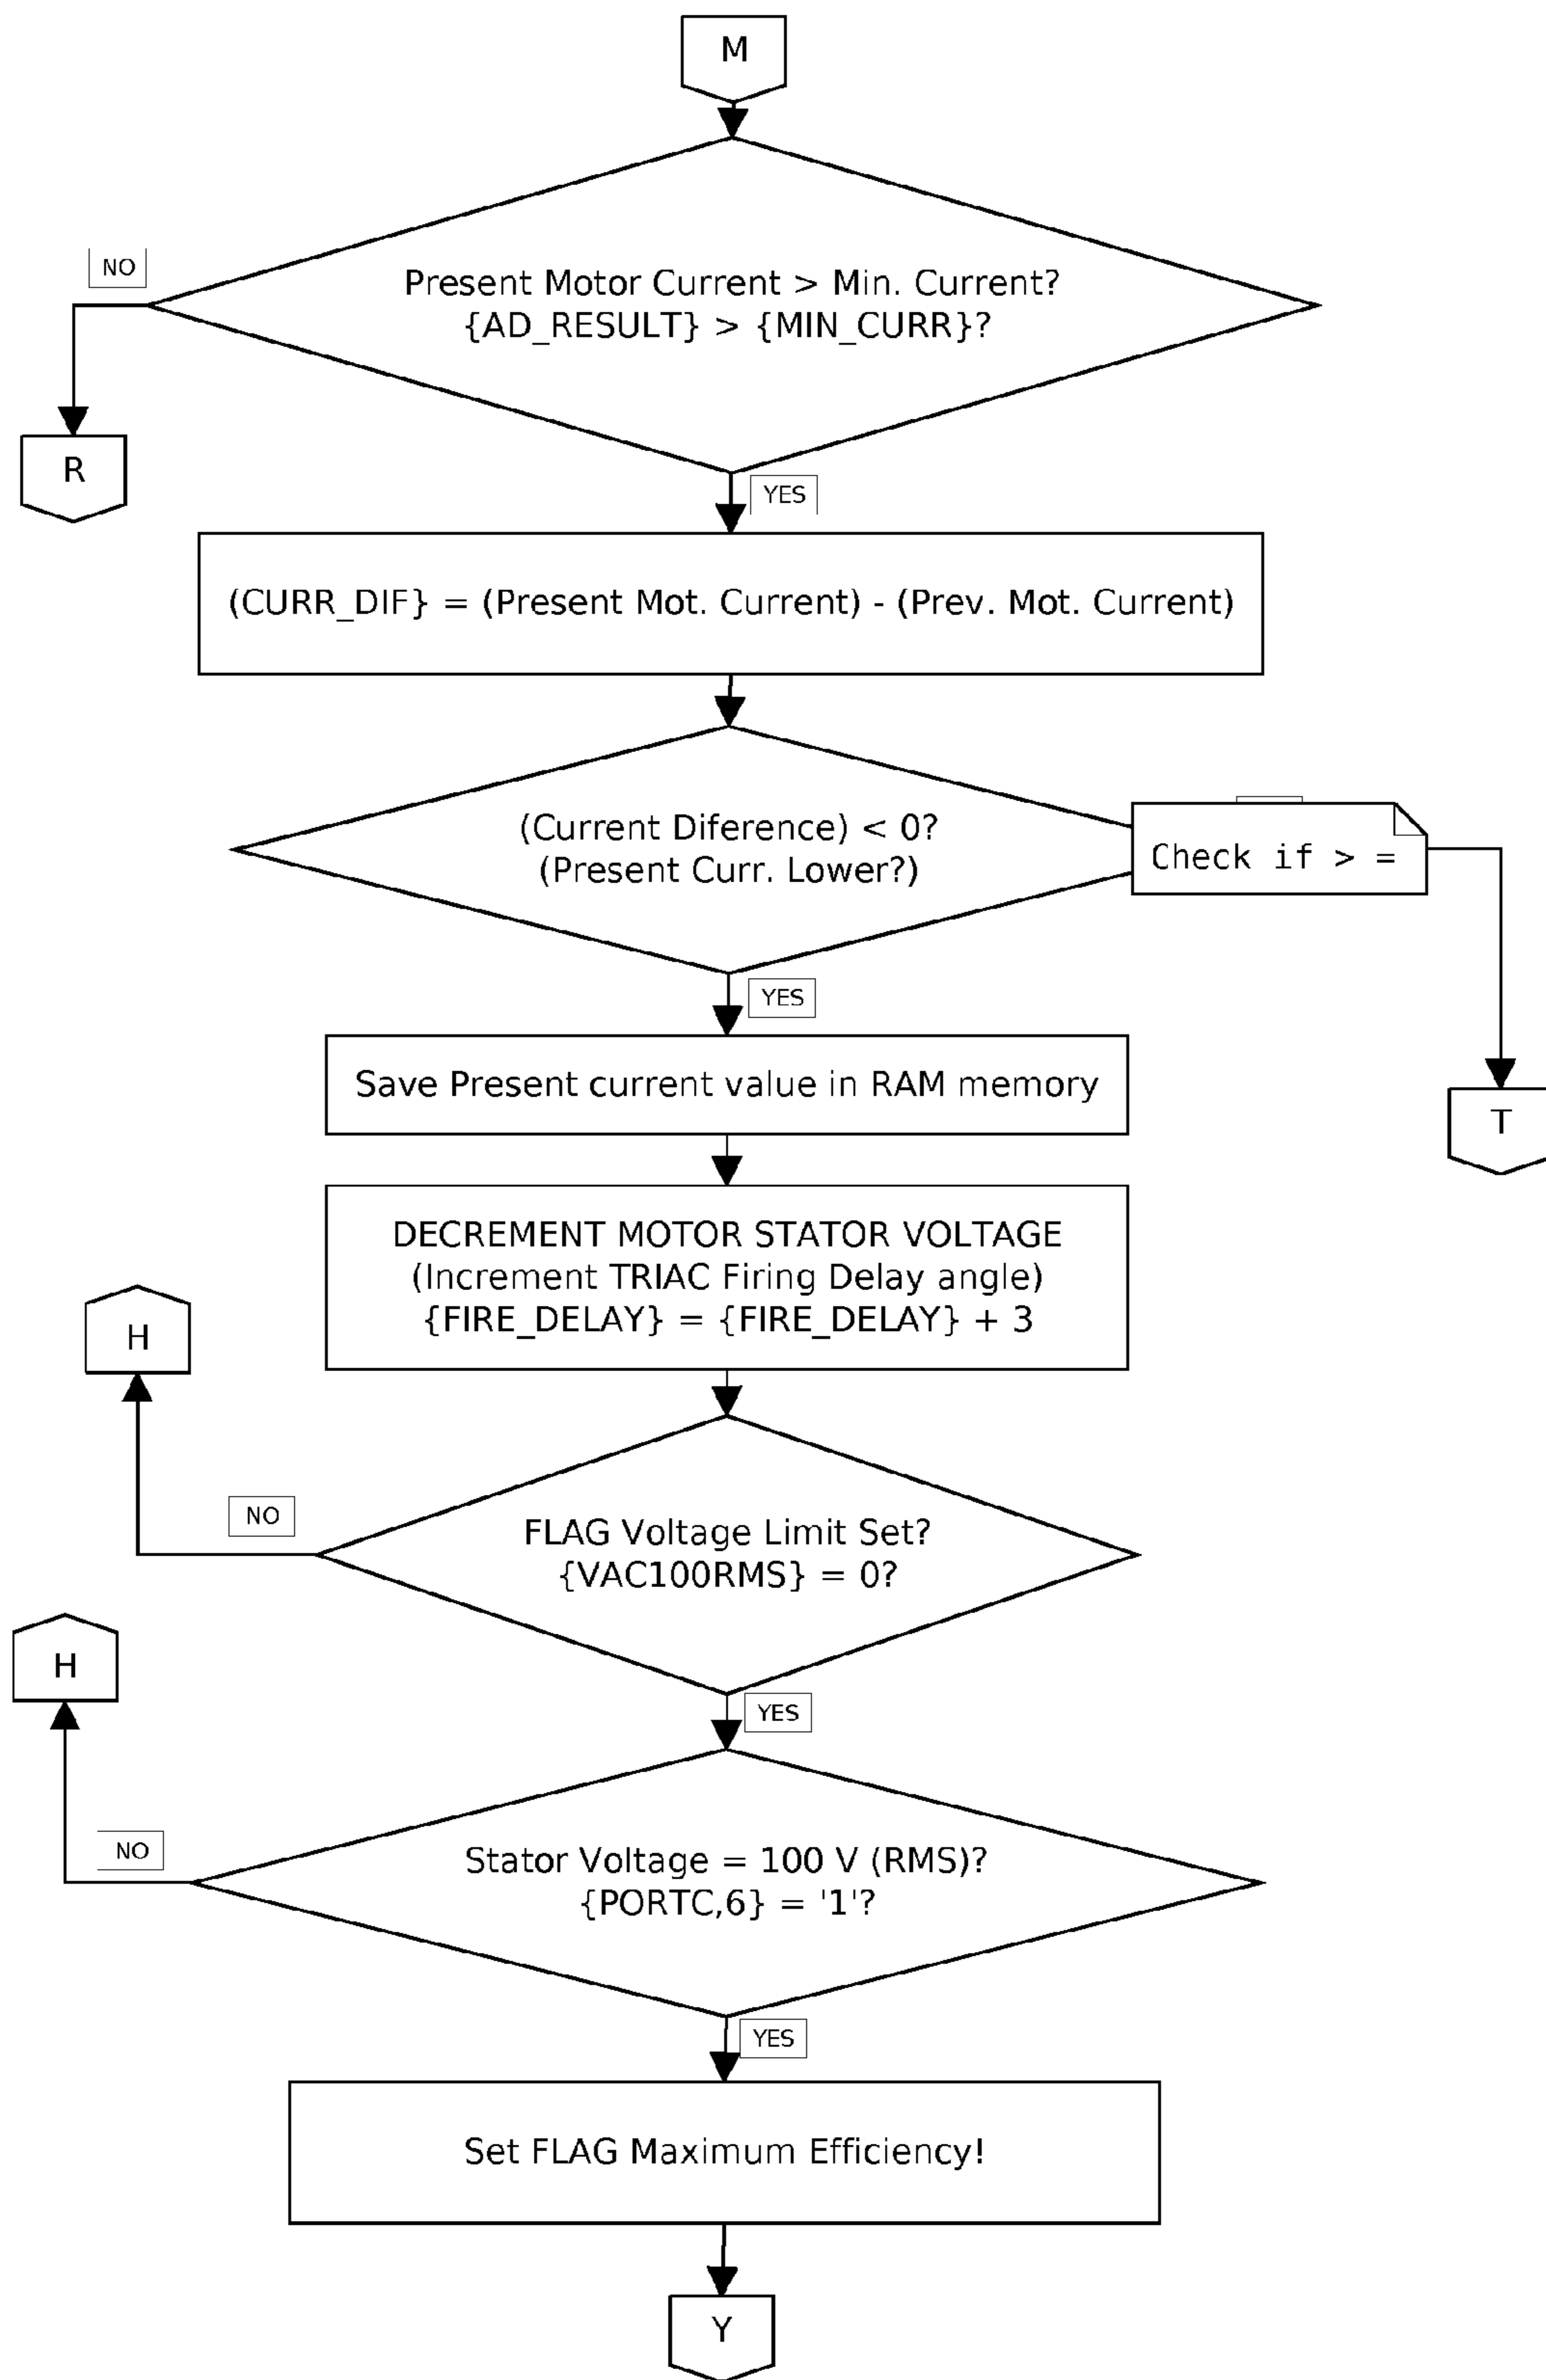 M
Present Motor Current > Min. Current?
{AD_RESULT} > {MIN_CURR}?
NO
R
YES
(CURR_DIF} = (Present Mot. Current) - (Prev. Mot. Current)
(Current Diference) < 0?
(Present Curr. Lower?)
Check if > =
YES
T
Save Present current value in RAM memory
DECREMENT MOTOR STATOR VOLTAGE
(Increment TRIAC Firing Delay angle)
{FIRE_DELAY} = {FIRE_DELAY} + 3
H
NO
FLAG Voltage Limit Set?
{VAC100RMS} = 0?
H
YES
NO
Stator Voltage = 100 V (RMS)?
{PORTC,6} = '1'?
YES
Set FLAG Maximum Efficiency!
Y